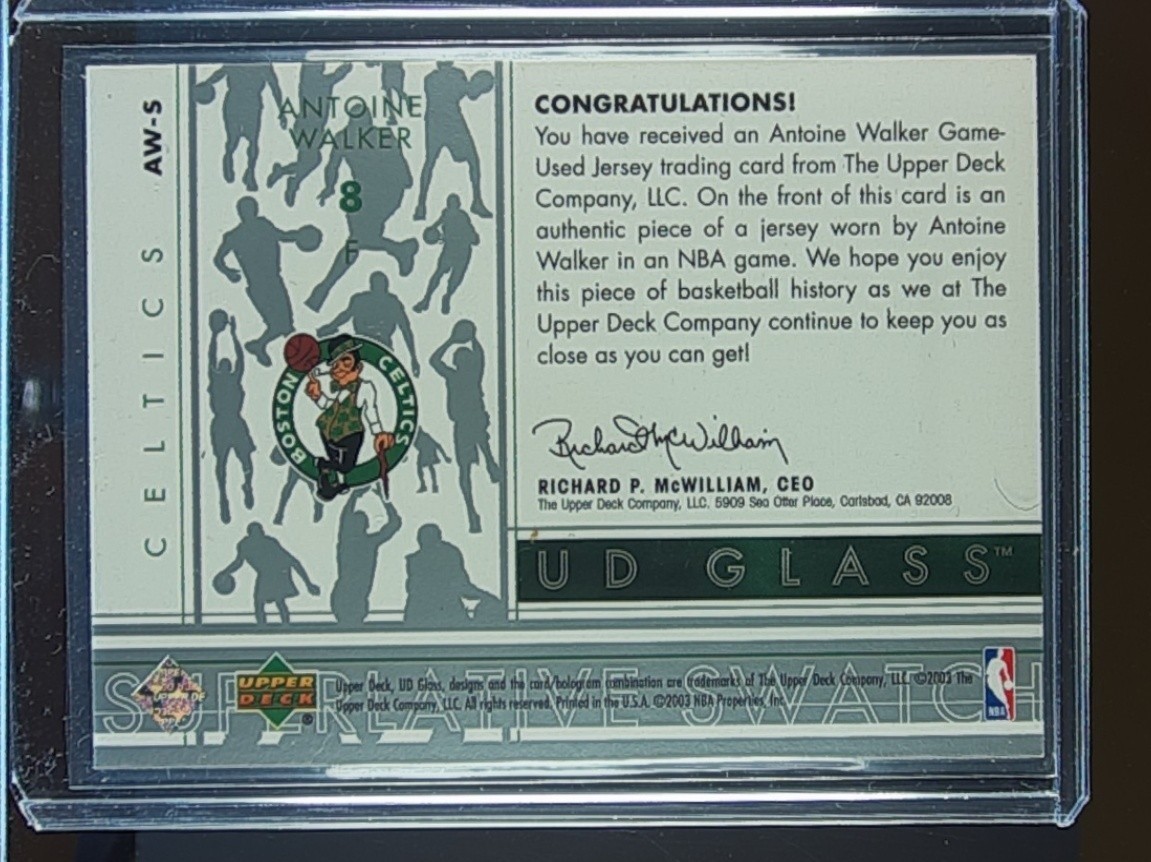 AW-S
CELTICS
ANTOINE
WALKER
8
F
BOSTON CELTICS
CONGRATULATIONS!
You have received an Antoine Walker Game-
Used Jersey trading card from The Upper Deck
Company, LLC. On the front of this card is an
authentic piece of a jersey worn by Antoine
Walker in an NBA game. We hope you enjoy
this piece of basketball history as we at The
Upper Deck Company continue to keep you as
close as you can get!
Richard McWilliam
RICHARD P. McWILLIAM, CEO
The Upper Deck Company, LLC. 5909 Sea Otter Place, Carlsbad, CA 92008
UD GLASS™
SUPERLATIVE SWATCH
UPPER
DECK
®
Upper Deck, UD Glass, designs and the card/hologram combination are trademarks of The Upper Deck Company, LLC. ©2003 The
Upper Deck Company, LLC. All rights reserved. Printed in the U.S.A. ©2003 NBA Properties, Inc.
NBA